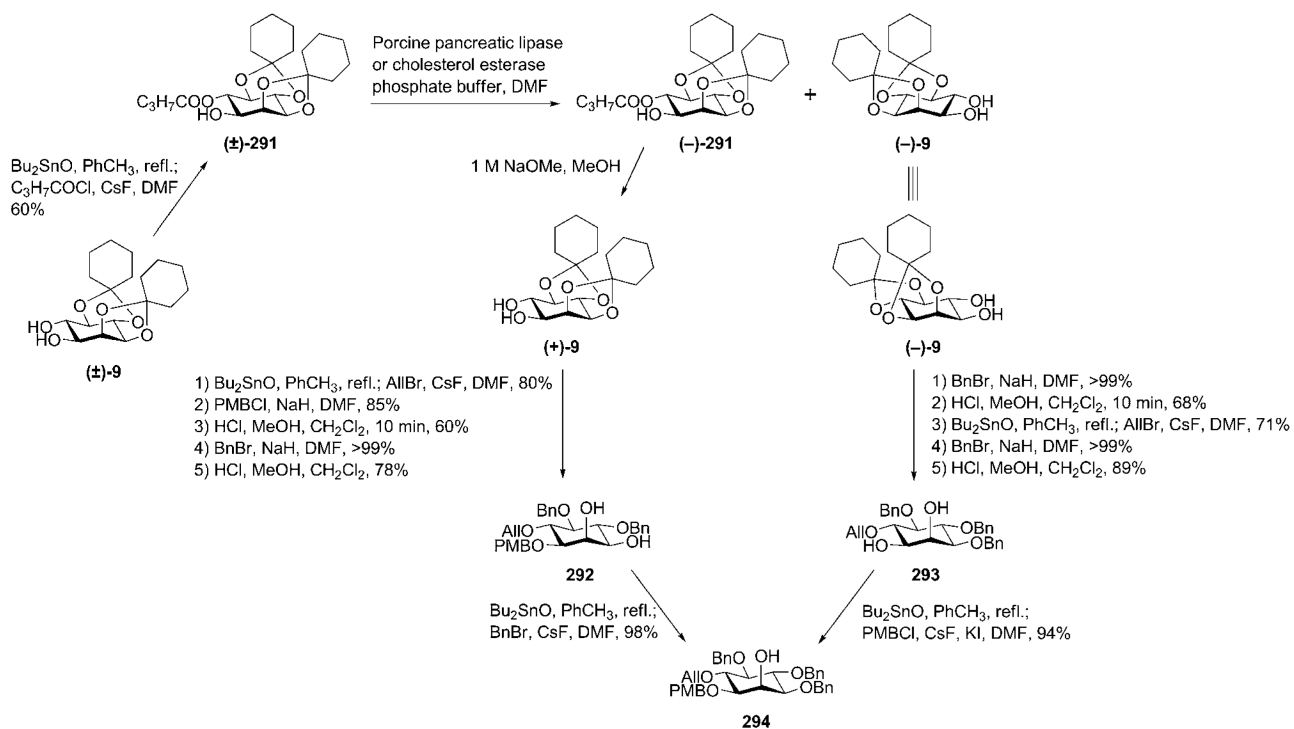 Porcine pancreatic lipase
or cholesterol esterase
phosphate buffer, DMF
O
O
O
O
C₃H₇COO
HO
(±)-291
O
O
O
O
C₃H₇COO
HO
(–)-291
+
O
O
O
O
OH
OH
(–)-9
Bu₂SnO, PhCH₃, refl.;
C₃H₇COCl, CsF, DMF
60%
1 M NaOMe, MeOH
O
O
O
O
HO
HO
(±)-9
O
O
O
O
HO
HO
(+)-9
O
O
O
O
OH
OH
(–)-9
1) Bu₂SnO, PhCH₃, refl.; AllBr, CsF, DMF, 80%
2) PMBCl, NaH, DMF, 85%
3) HCl, MeOH, CH₂Cl₂, 10 min, 60%
4) BnBr, NaH, DMF, >99%
5) HCl, MeOH, CH₂Cl₂, 78%
1) BnBr, NaH, DMF, >99%
2) HCl, MeOH, CH₂Cl₂, 10 min, 68%
3) Bu₂SnO, PhCH₃, refl.; AllBr, CsF, DMF, 71%
4) BnBr, NaH, DMF, >99%
5) HCl, MeOH, CH₂Cl₂, 89%
BnO OH
AllO OBn
PMBO OH
292
BnO OH
AllO OBn
HO OBn
293
Bu₂SnO, PhCH₃, refl.;
BnBr, CsF, DMF, 98%
Bu₂SnO, PhCH₃, refl.;
PMBCl, CsF, KI, DMF, 94%
BnO OH
AllO OBn
PMBO OBn
294